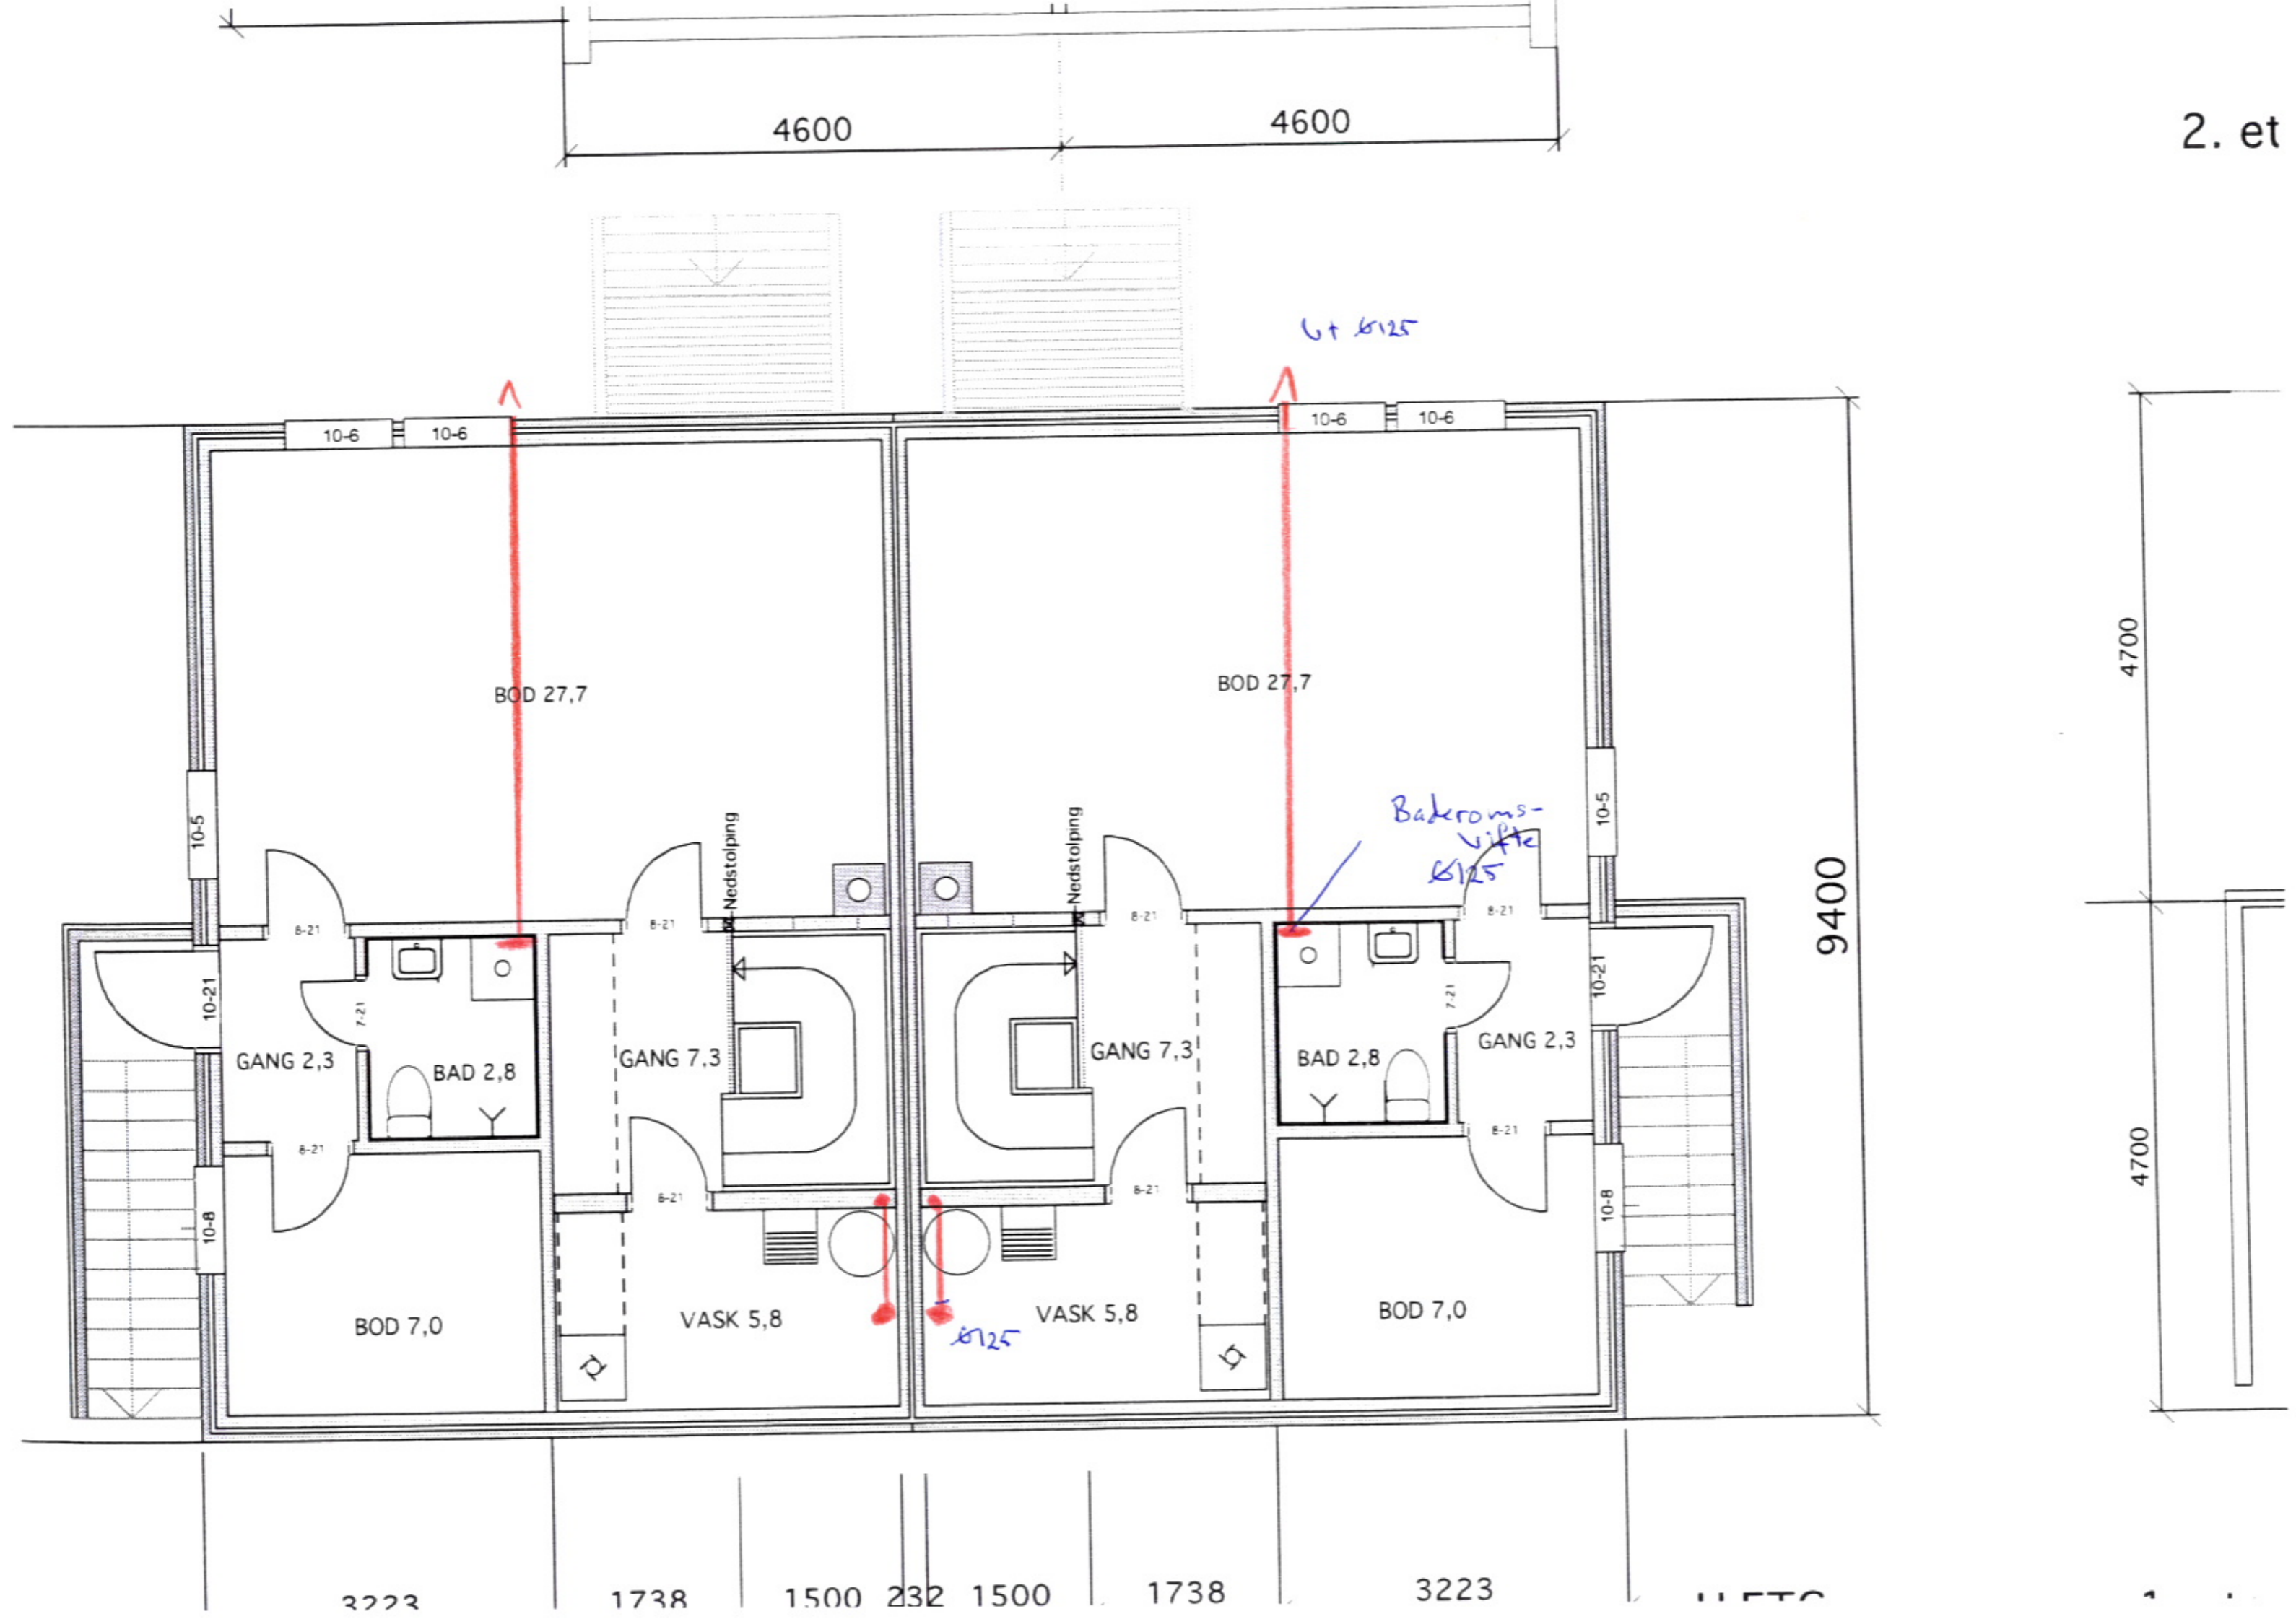 4600
4600
2. et
Ut Ø125
10-6
10-6
10-6
10-6
4700
BOD 27,7
BOD 27,7
Baderoms-
vifte
Ø125
10-5
10-5
Nedstolping
Nedstolping
9400
8-21
8-21
8-21
8-21
10-21
7-21
7-21
10-21
GANG 2,3
BAD 2,8
GANG 7,3
GANG 7,3
BAD 2,8
GANG 2,3
4700
8-21
8-21
8-21
8-21
10-8
10-8
BOD 7,0
VASK 5,8
VASK 5,8
BOD 7,0
Ø125
3223
1738
1500
232
1500
1738
3223